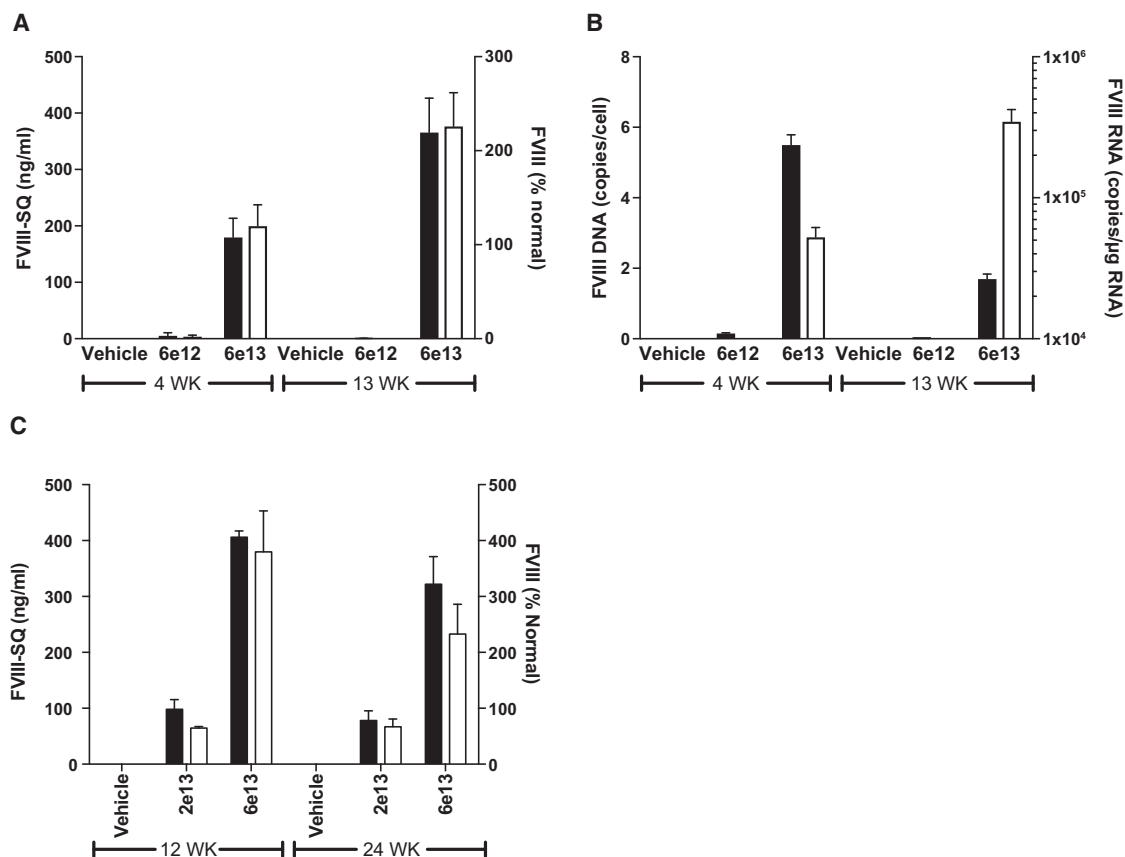 A
FVIII-SQ (ng/ml)
500
400
300
200
100
0
300
200
100
0
FVIII (% normal)
Vehicle 6e12 6e13 Vehicle 6e12 6e13
4 WK 13 WK
B
FVIII DNA (copies/cell)
8
6
4
2
0
1x10⁶
1x10⁵
1x10⁴
FVIII RNA (copies/µg RNA)
Vehicle 6e12 6e13 Vehicle 6e12 6e13
4 WK 13 WK
C
FVIII-SQ (ng/ml)
500
400
300
200
100
0
500
400
300
200
100
0
FVIII (% Normal)
Vehicle 2e13 6e13 Vehicle 2e13 6e13
12 WK 24 WK